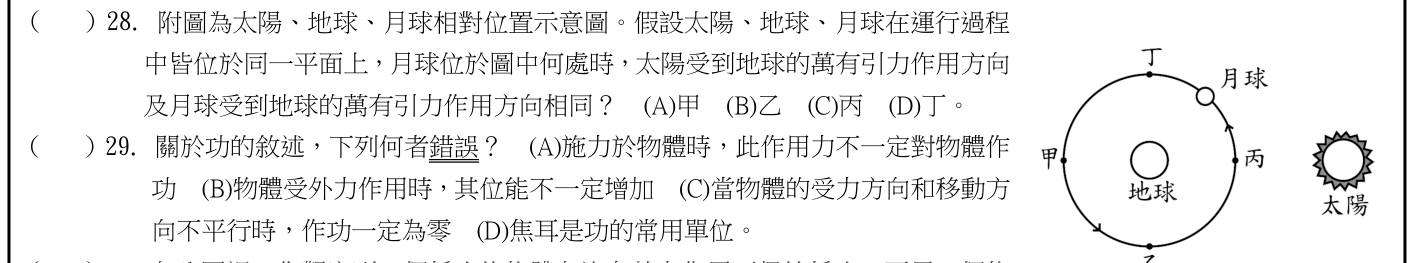 (　　) 28. 附圖為太陽、地球、月球相對位置示意圖。假設太陽、地球、月球在運行過程
中皆位於同一平面上，月球位於圖中何處時，太陽受到地球的萬有引力作用方向
及月球受到地球的萬有引力作用方向相同？　(A)甲　(B)乙　(C)丙　(D)丁。
(　　) 29. 關於功的敘述，下列何者錯誤？　(A)施力於物體時，此作用力不一定對物體作
功　(B)物體受外力作用時，其位能不一定增加　(C)當物體的受力方向和移動方
向不平行時，作功一定為零　(D)焦耳是功的常用單位。
丁
月球
甲
丙
地球
太陽